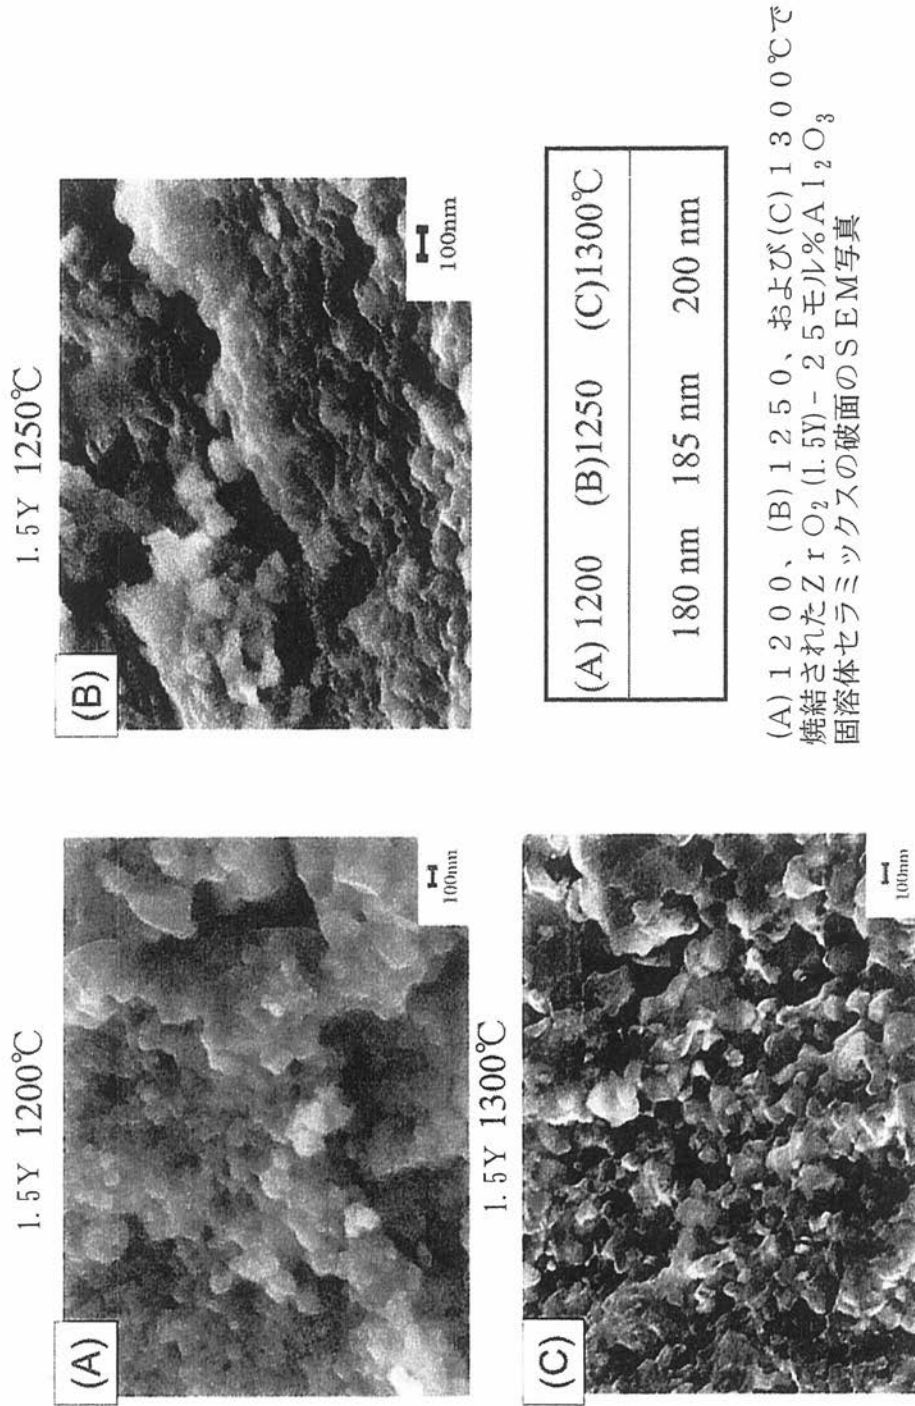 1.5Y 1200℃
(A)
100nm
1.5Y 1250℃
(B)
100nm
1.5Y 1300℃
(C)
100nm
(A) 1200 (B)1250 (C)1300℃
180 nm 185 nm 200 nm
(A)1200、(B)1250、および(C)1300℃で
焼結されたZrO₂(1.5Y)-25モル%Al₂O₃
固溶体セラミックスの破面のSEM写真